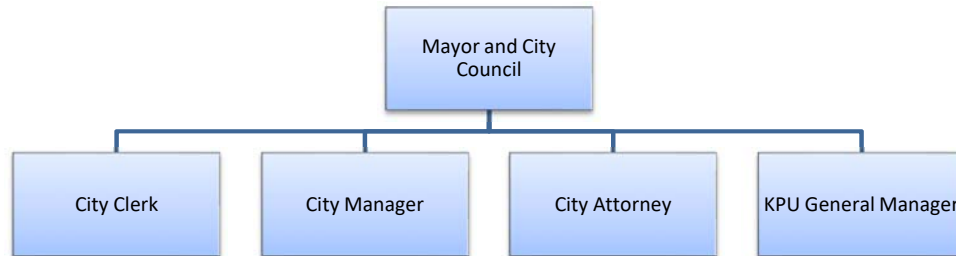 Mayor and City
Council
City Clerk
City Manager
City Attorney
KPU General Manager